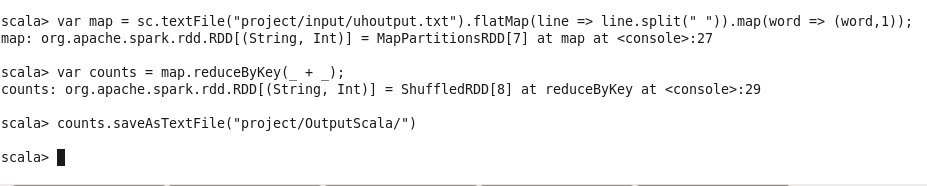 scala> var map = sc.textFile("project/input/uhoutput.txt").flatMap(line => line.split(" ")).map(word => (word,1));
map: org.apache.spark.rdd.RDD[(String, Int)] = MapPartitionsRDD[7] at map at <console>:27
scala> var counts = map.reduceByKey(_ + _);
counts: org.apache.spark.rdd.RDD[(String, Int)] = ShuffledRDD[8] at reduceByKey at <console>:29
scala> counts.saveAsTextFile("project/OutputScala/")
scala>